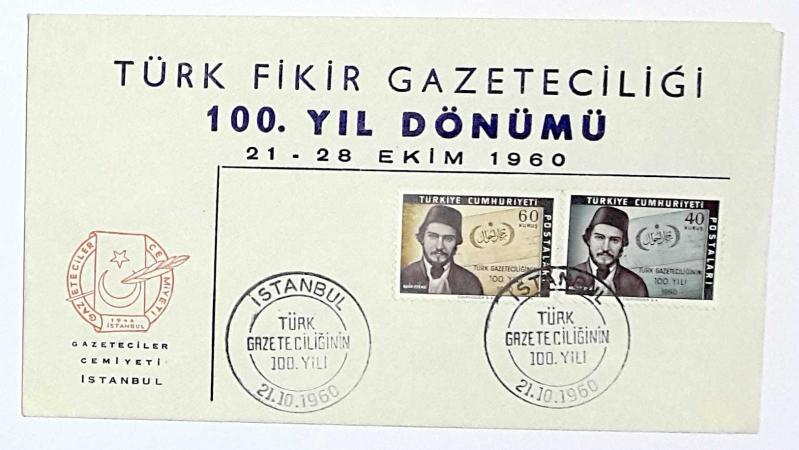 TÜRK FİKİR GAZETECİLİĞİ
100. YIL DÖNÜMÜ
21 - 28 EKİM 1960
GAZETECİLER CEMİYETİ
İSTANBUL
GAZETECİLER
CEMİYETİ
İSTANBUL
TÜRKİYE CUMHURİYETİ
60
KURUŞ
POSTALARI
TÜRK GAZETECİLİĞİNİN
100. YILI
TÜRKİYE CUMHURİYETİ
40
KURUŞ
POSTALARI
TÜRK GAZETECİLİĞİNİN
100. YILI
1960
İSTANBUL
TÜRK
GAZETECİLİĞİNİN
100. YILI
21.10.1960
İSTANBUL
TÜRK
GAZETECİLİĞİNİN
100. YILI
21.10.1960